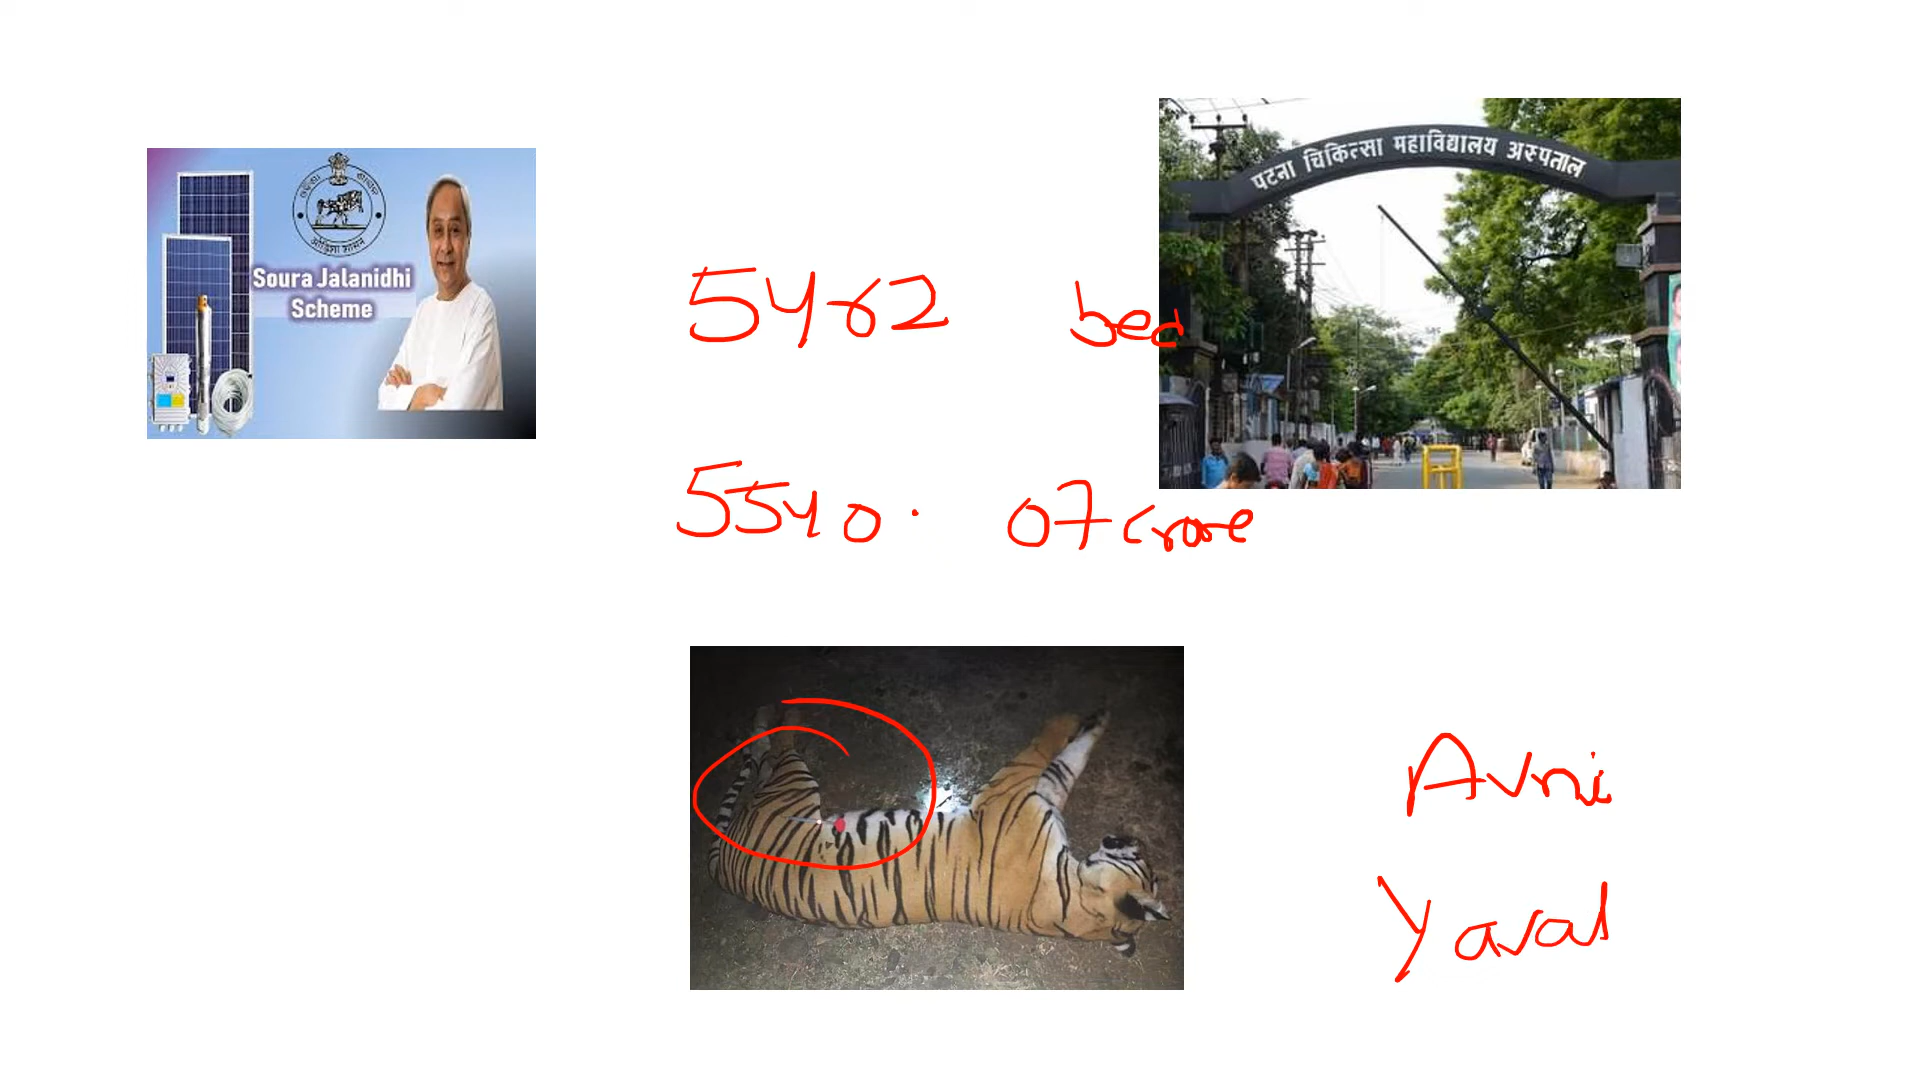 Soura Jalanidhi
Scheme
पटना चिकित्सा महाविद्यालय अस्पताल
5462 bed
5540.07 crore
Avni
Yaval